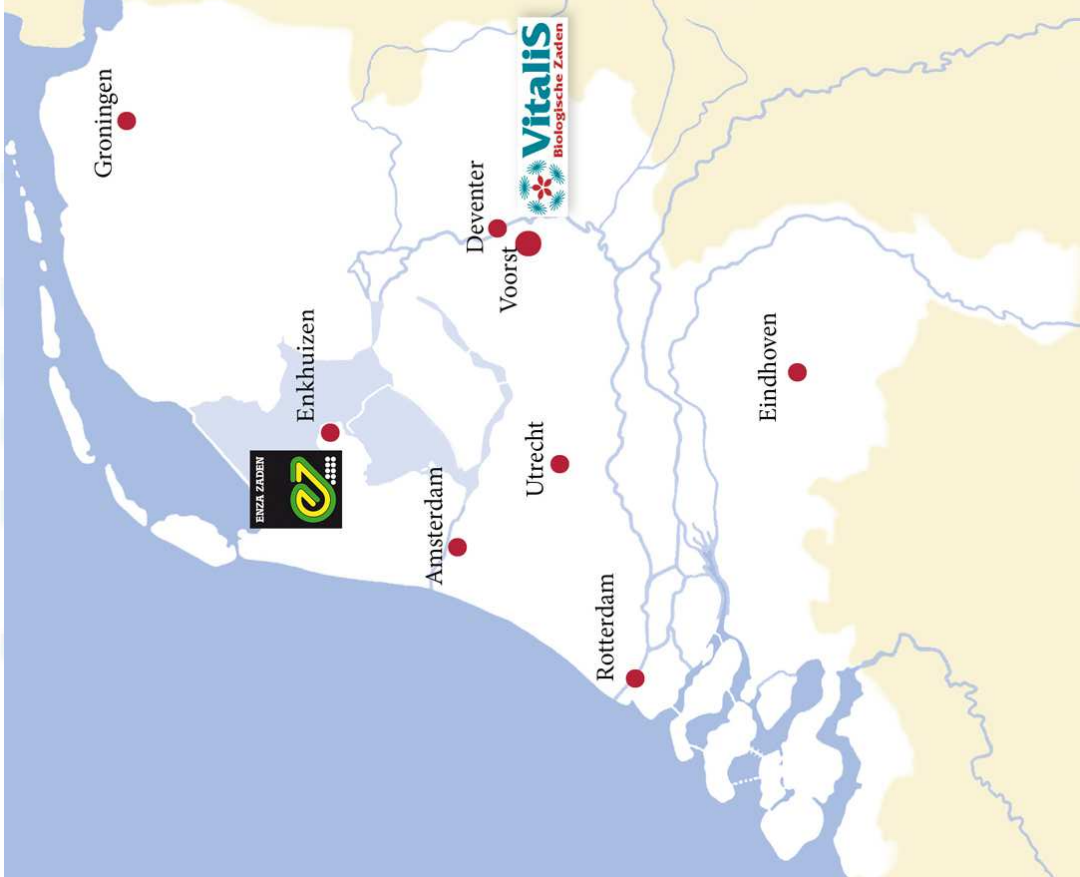 Groningen
ENZA ZADEN
Enkhuizen
Amsterdam
Deventer
Voorst
VitaliS
Biologische Zaden
Utrecht
Rotterdam
Eindhoven